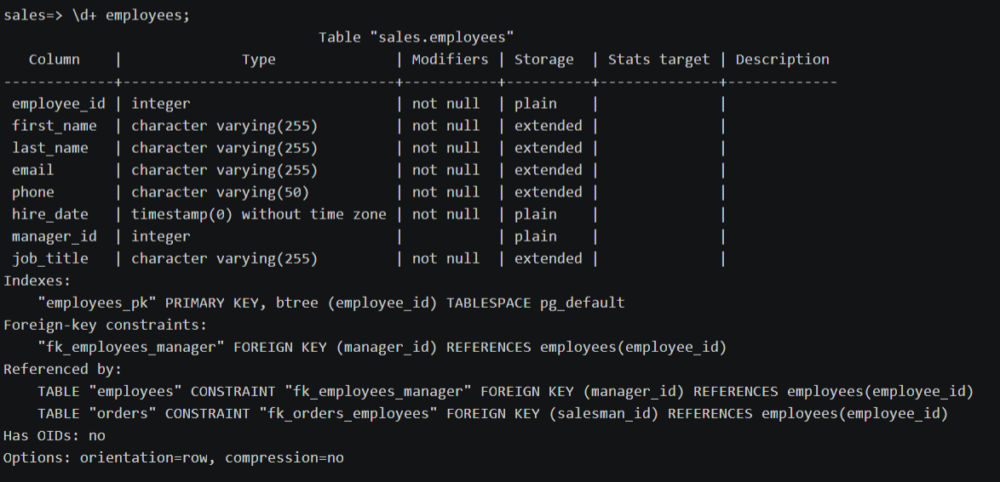 sales=> \d+ employees;
                                     Table "sales.employees"
   Column    |              Type              | Modifiers | Storage  | Stats target | Description
-------------+--------------------------------+-----------+----------+--------------+-------------
 employee_id | integer                        | not null  | plain    |              |
 first_name  | character varying(255)         | not null  | extended |              |
 last_name   | character varying(255)         | not null  | extended |              |
 email       | character varying(255)         | not null  | extended |              |
 phone       | character varying(50)          | not null  | extended |              |
 hire_date   | timestamp(0) without time zone | not null  | plain    |              |
 manager_id  | integer                        |           | plain    |              |
 job_title   | character varying(255)         | not null  | extended |              |
Indexes:
    "employees_pk" PRIMARY KEY, btree (employee_id) TABLESPACE pg_default
Foreign-key constraints:
    "fk_employees_manager" FOREIGN KEY (manager_id) REFERENCES employees(employee_id)
Referenced by:
    TABLE "employees" CONSTRAINT "fk_employees_manager" FOREIGN KEY (manager_id) REFERENCES employees(employee_id)
    TABLE "orders" CONSTRAINT "fk_orders_employees" FOREIGN KEY (salesman_id) REFERENCES employees(employee_id)
Has OIDs: no
Options: orientation=row, compression=no